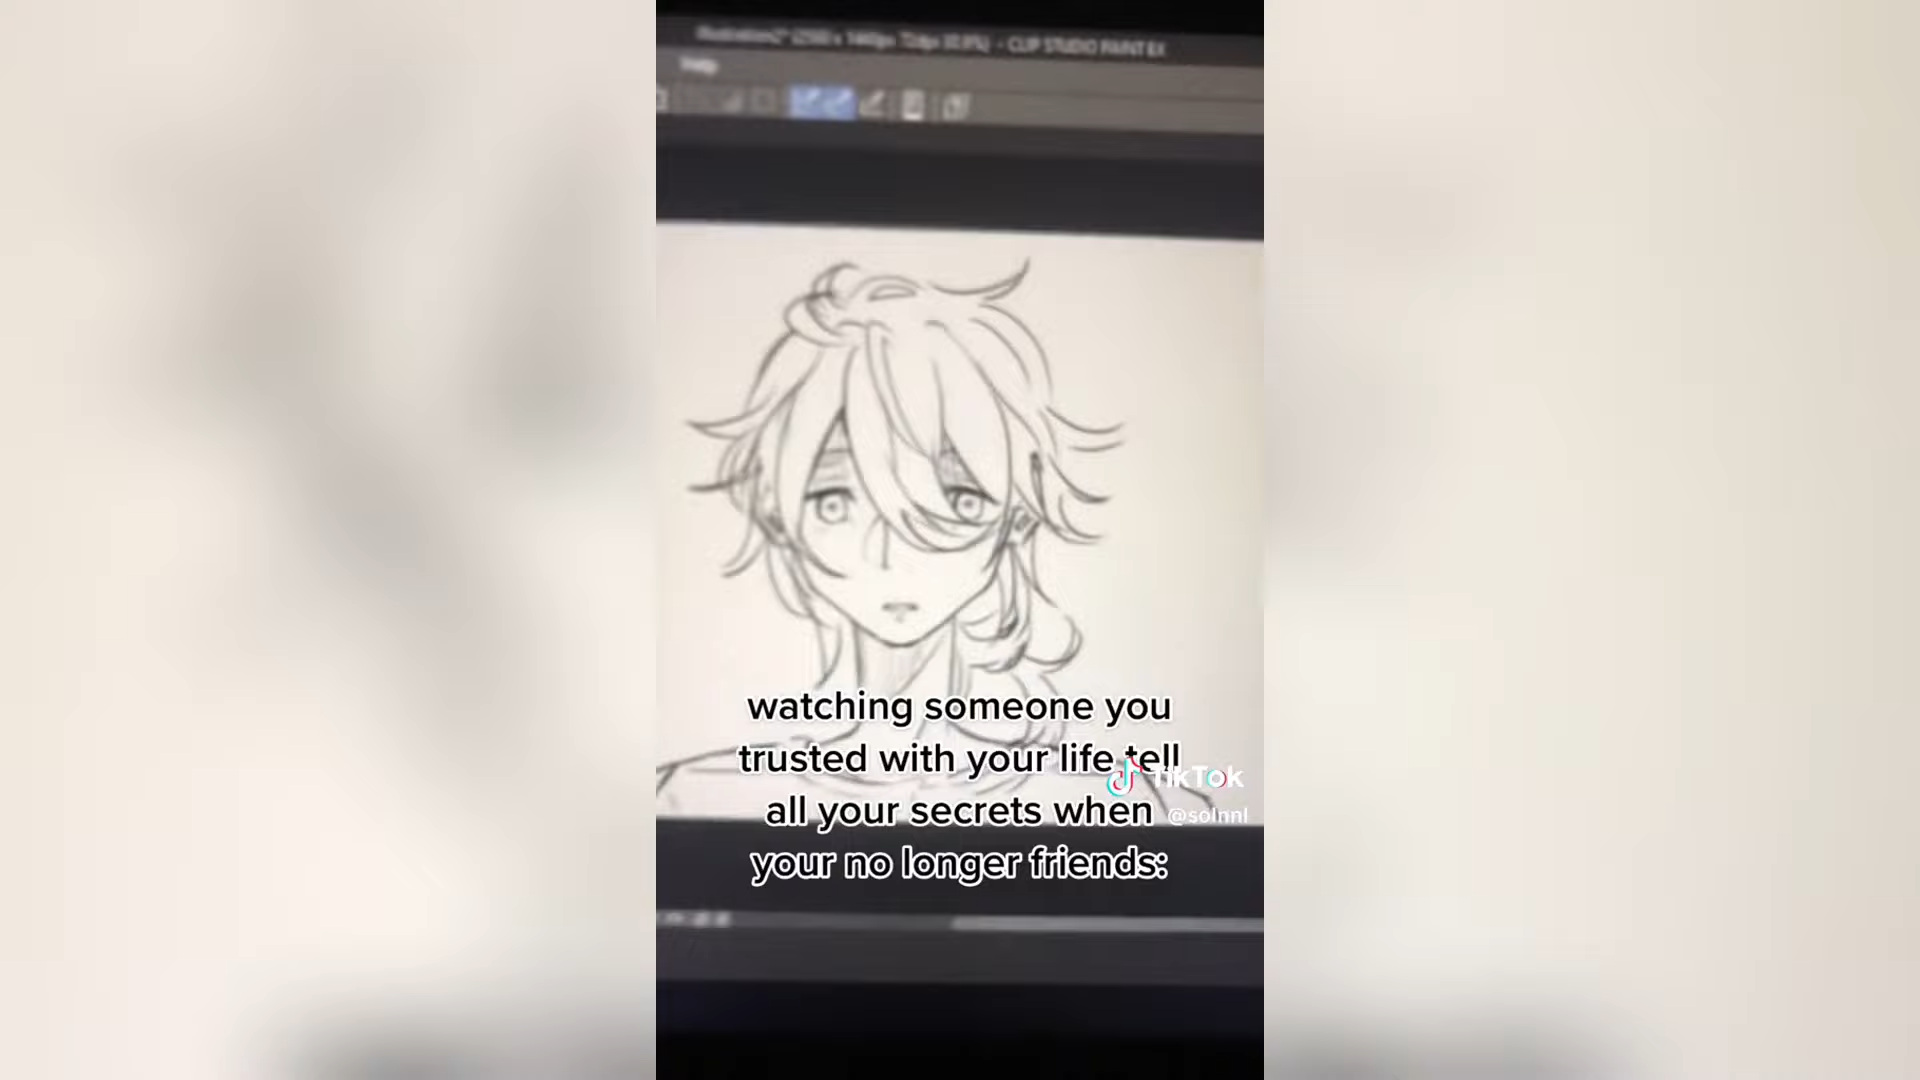 Help
CLIP STUDIO PAINT EX
watching someone you
trusted with your life tell
all your secrets when
your no longer friends:
TikTok
@solnnl